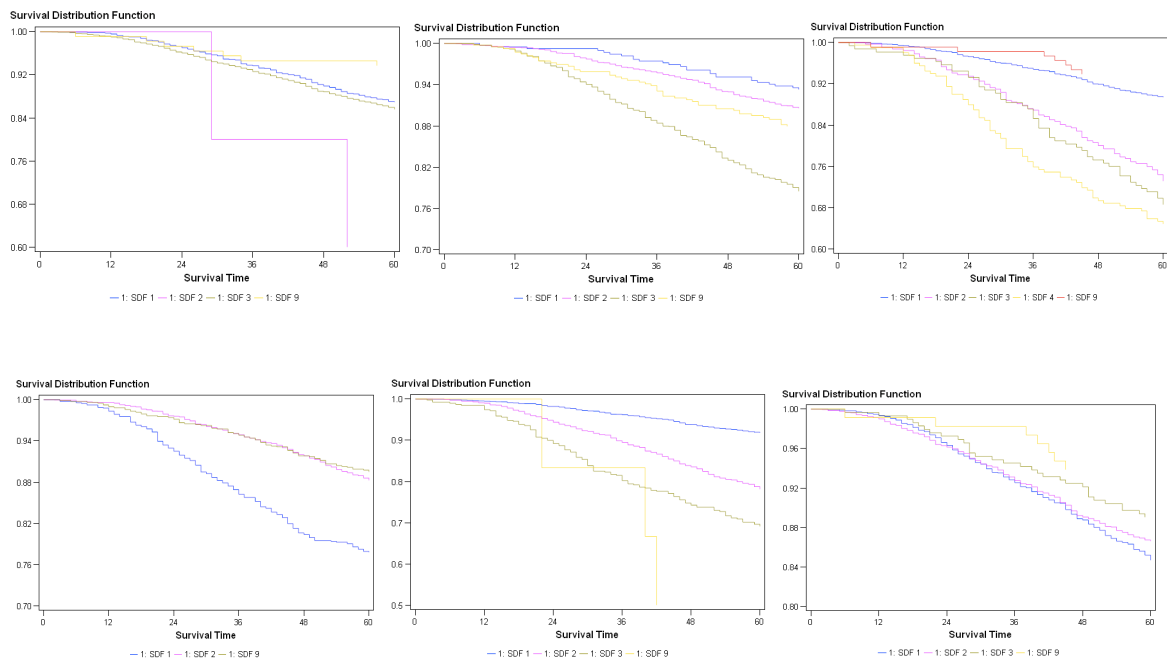 Survival Distribution Function
1.00
0.92
0.84
0.76
0.68
0.60
0 12 24 36 48 60
Survival Time
1: SDF 1 1: SDF 2 1: SDF 3 1: SDF 9
Survival Distribution Function
1.00
0.94
0.88
0.82
0.76
0.70
0 12 24 36 48 60
Survival Time
1: SDF 1 1: SDF 2 1: SDF 3 1: SDF 9
Survival Distribution Function
1.00
0.92
0.84
0.76
0.68
0.60
0 12 24 36 48 60
Survival Time
1: SDF 1 1: SDF 2 1: SDF 3 1: SDF 4 1: SDF 9
Survival Distribution Function
1.00
0.94
0.88
0.82
0.76
0.70
0 12 24 36 48 60
Survival Time
1: SDF 1 1: SDF 2 1: SDF 9
Survival Distribution Function
1.0
0.9
0.8
0.7
0.6
0.5
0 12 24 36 48 60
Survival Time
1: SDF 1 1: SDF 2 1: SDF 3 1: SDF 9
Survival Distribution Function
1.00
0.96
0.92
0.88
0.84
0.80
0 12 24 36 48 60
Survival Time
1: SDF 1 1: SDF 2 1: SDF 3 1: SDF 9